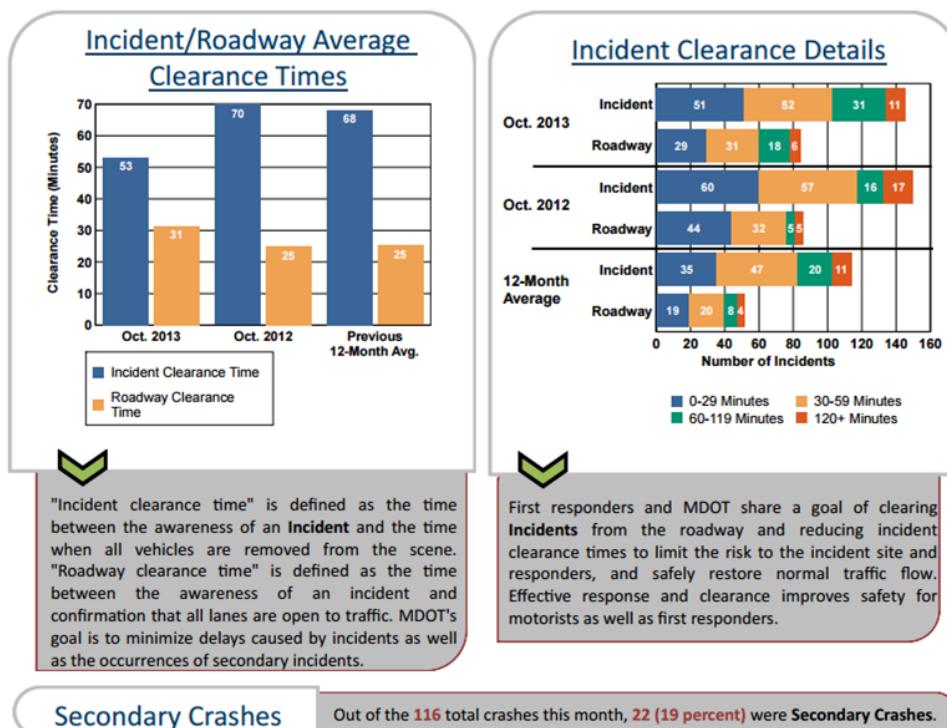 Incident/Roadway Average
Clearance Times
70
60
50
40
30
20
10
0
Clearance Time (Minutes)
53
31
70
25
68
25
Oct. 2013
Oct. 2012
Previous
12-Month Avg.
Incident Clearance Time
Roadway Clearance
Time
"Incident clearance time" is defined as the time
between the awareness of an Incident and the time
when all vehicles are removed from the scene.
"Roadway clearance time" is defined as the time
between the awareness of an incident and
confirmation that all lanes are open to traffic. MDOT's
goal is to minimize delays caused by incidents as well
as the occurrences of secondary incidents.
Incident Clearance Details
Oct. 2013
Incident 51 52 31 11
Roadway 29 31 18 6
Oct. 2012
Incident 60 57 16 17
Roadway 44 32 5 5
12-Month
Average
Incident 35 47 20 11
Roadway 19 20 8 4
0 20 40 60 80 100 120 140 160
Number of Incidents
0-29 Minutes 30-59 Minutes
60-119 Minutes 120+ Minutes
First responders and MDOT share a goal of clearing
Incidents from the roadway and reducing incident
clearance times to limit the risk to the incident site and
responders, and safely restore normal traffic flow.
Effective response and clearance improves safety for
motorists as well as first responders.
Secondary Crashes
Out of the 116 total crashes this month, 22 (19 percent) were Secondary Crashes.